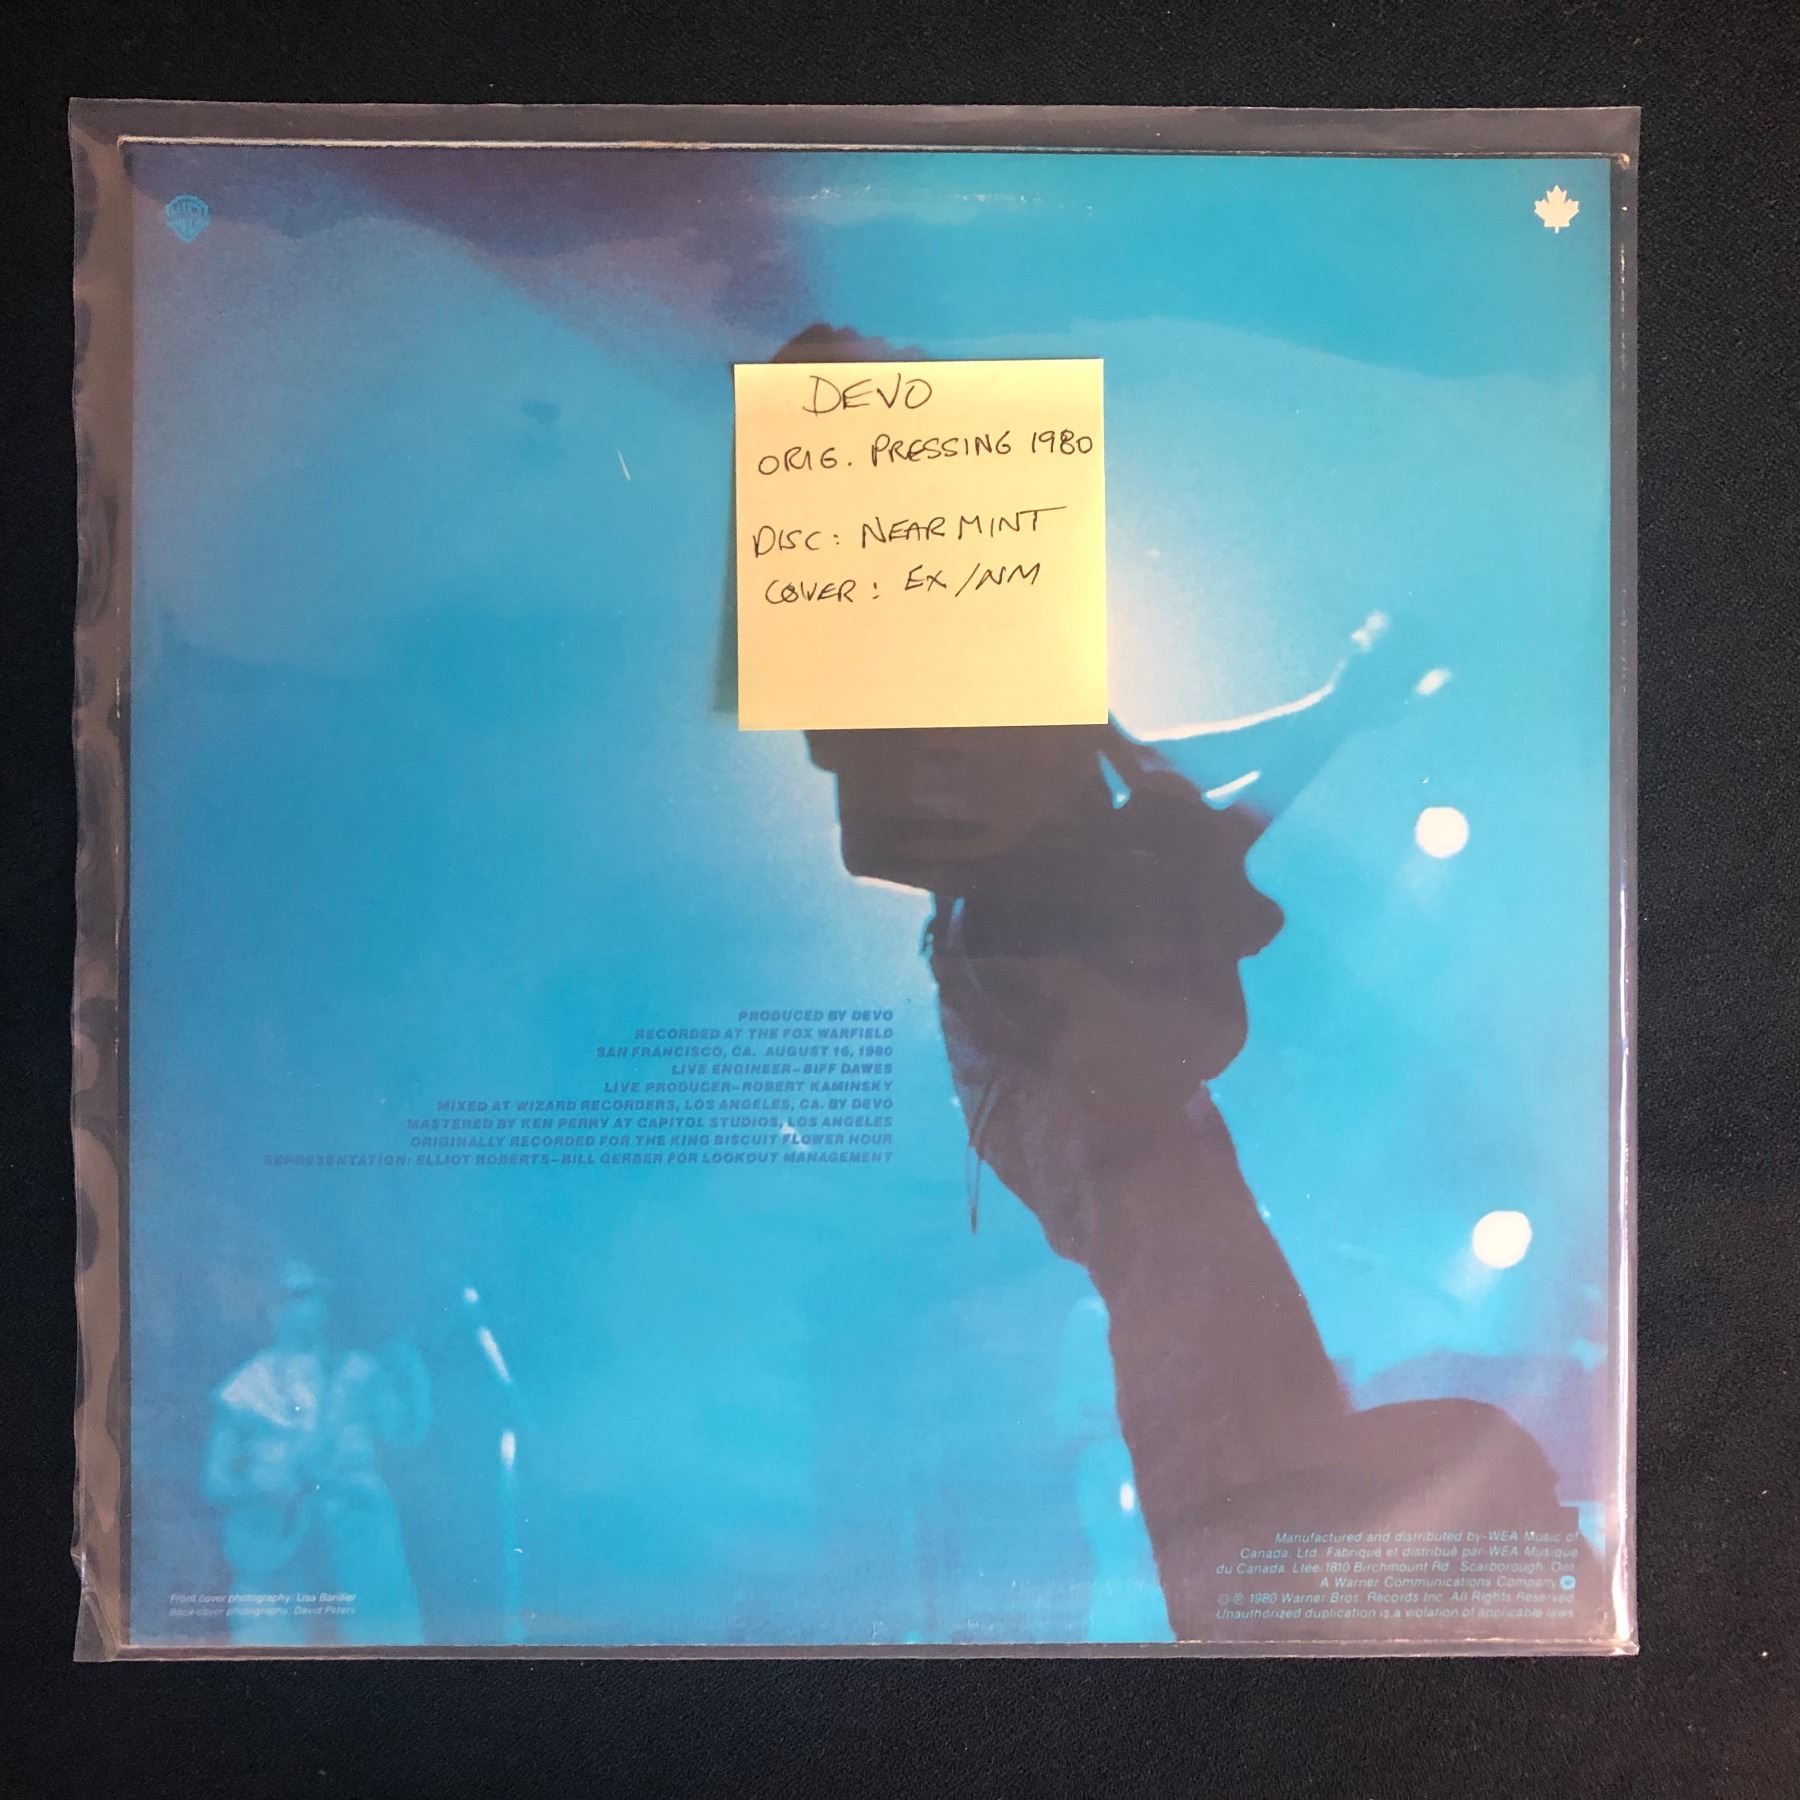 DEVO
ORIG. PRESSING 1980
DISC: NEAR MINT
COVER: EX/NM
PRODUCED BY DEVO
RECORDED AT THE FOX WARFIELD
SAN FRANCISCO, CA. AUGUST 16, 1980
LIVE ENGINEER–BIFF DAWES
LIVE PRODUCER–ROBERT KAMINSKY
MIXED AT WIZARD RECORDERS, LOS ANGELES, CA. BY DEVO
MASTERED BY KEN PERRY AT CAPITOL STUDIOS, LOS ANGELES
ORIGINALLY RECORDED FOR THE KING BISCUIT FLOWER HOUR
REPRESENTATION: ELLIOT ROBERTS–BILL GERBER FOR LOOKOUT MANAGEMENT
Front cover photography: Lisa
Back cover photography: David Peters
Manufactured and distributed by WEA Music of
Canada, Ltd. Fabriqué et distribué par WEA Musique
du Canada, Ltée. 1810 Birchmount Rd., Scarborough, Ont.
A Warner Communications Company
© ℗ 1980 Warner Bros. Records Inc. All Rights Reserved.
Unauthorized duplication is a violation of applicable laws